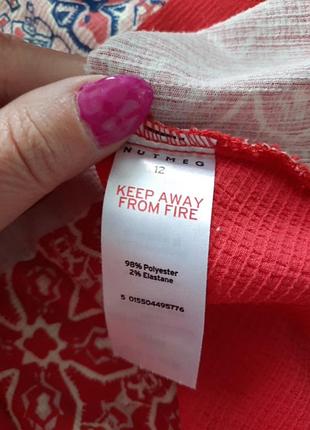 NUTMEG
12
KEEP AWAY
FROM FIRE
98% Polyester
2% Elastane
5 015504495776